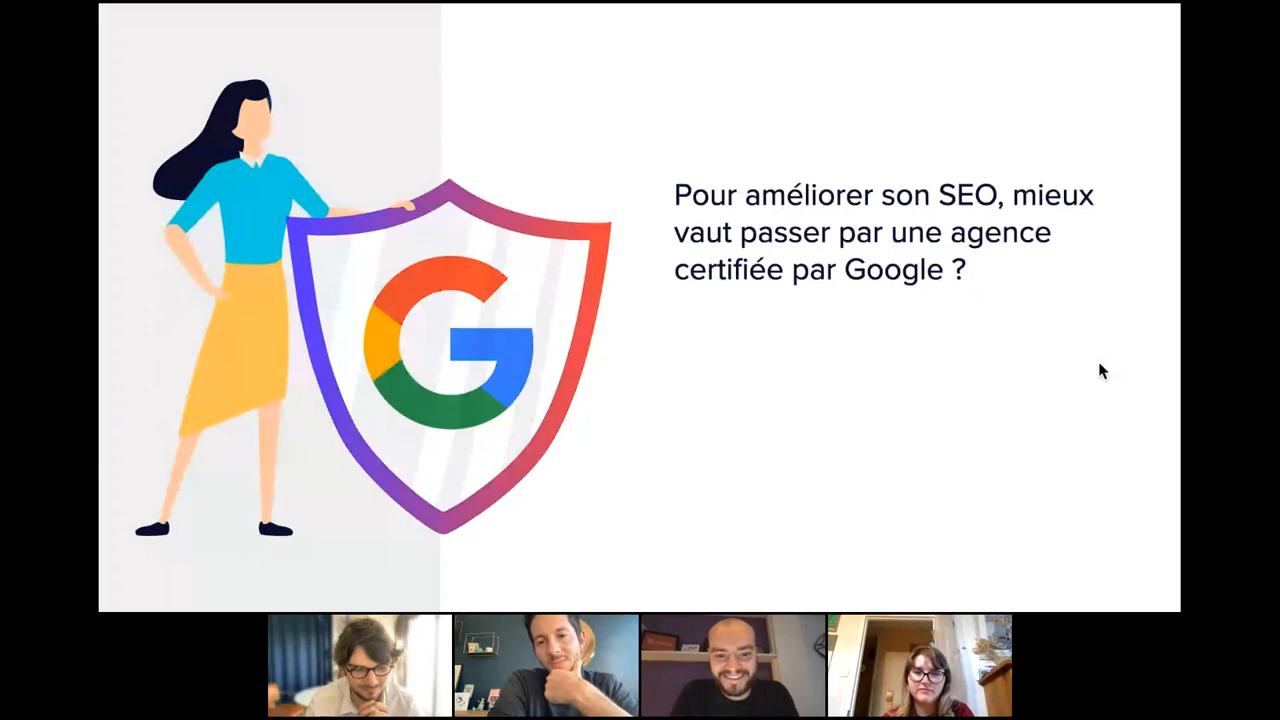 Pour améliorer son SEO, mieux
vaut passer par une agence
certifiée par Google ?
G